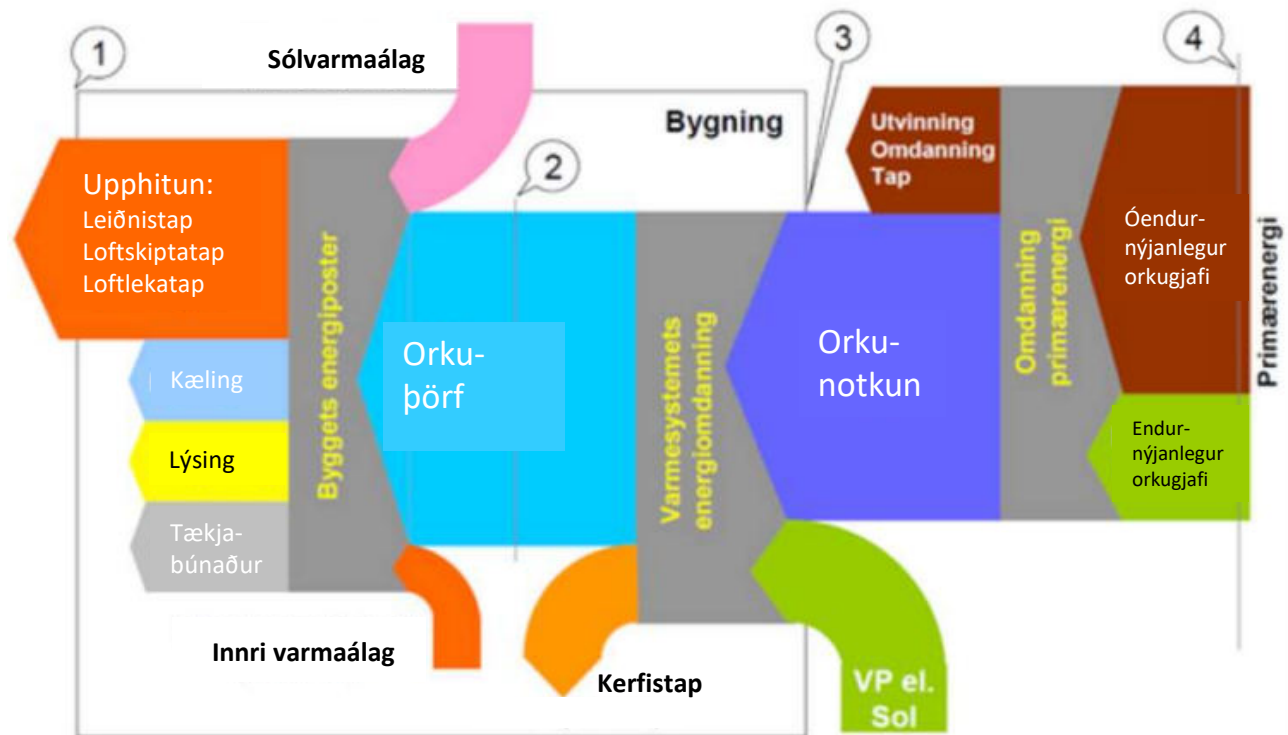 1
Sólvarmaálag
3
4
Bygning
Utvinning
Omdanning
Tap
2
Upphitun:
Leiðnistap
Loftskiptatap
Loftlekatap
Óendur-
nýjanlegur
orkugjafi
Byggets energiposter
Orku-
þörf
Varmesystemets
energiomdanning
Orku-
notkun
Omdanning
primærenergi
Primærenergi
Kæling
Lýsing
Endur-
nýjanlegur
orkugjafi
Tækja-
búnaður
Innri varmaálag
Kerfistap
VP el.
Sol